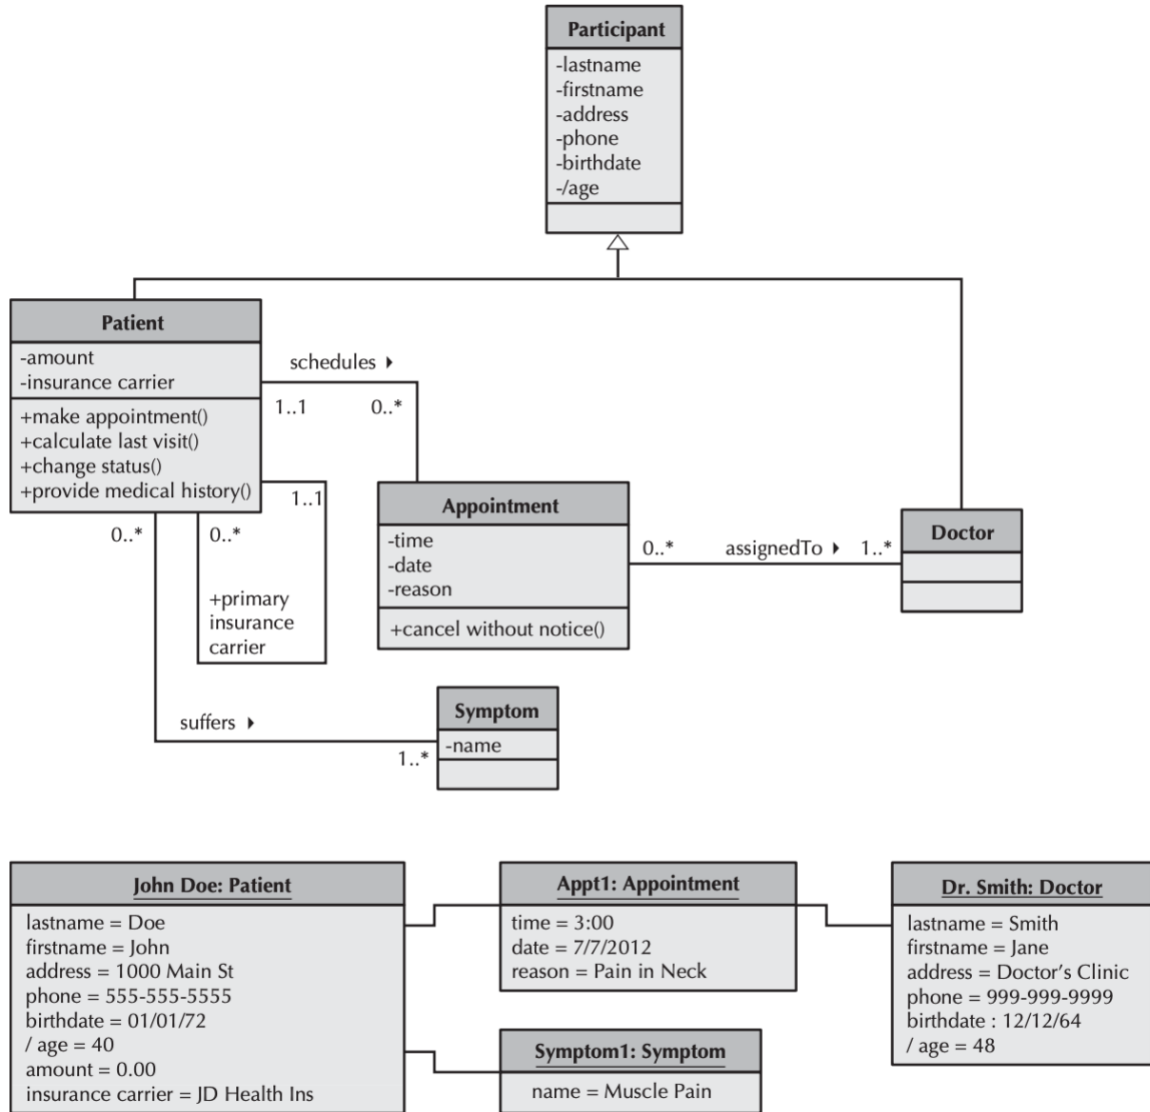 Participant
-lastname
-firstname
-address
-phone
-birthdate
-/age
Patient
-amount
-insurance carrier
+make appointment()
+calculate last visit()
+change status()
+provide medical history()
schedules
1..1
0..*
1..1
0..*
0..*
+primary
insurance
carrier
Appointment
-time
-date
-reason
+cancel without notice()
0..*
assignedTo
1..*
Doctor
suffers
1..*
Symptom
-name
John Doe: Patient
lastname = Doe
firstname = John
address = 1000 Main St
phone = 555-555-5555
birthdate = 01/01/72
/ age = 40
amount = 0.00
insurance carrier = JD Health Ins
Appt1: Appointment
time = 3:00
date = 7/7/2012
reason = Pain in Neck
Symptom1: Symptom
name = Muscle Pain
Dr. Smith: Doctor
lastname = Smith
firstname = Jane
address = Doctor's Clinic
phone = 999-999-9999
birthdate : 12/12/64
/ age = 48